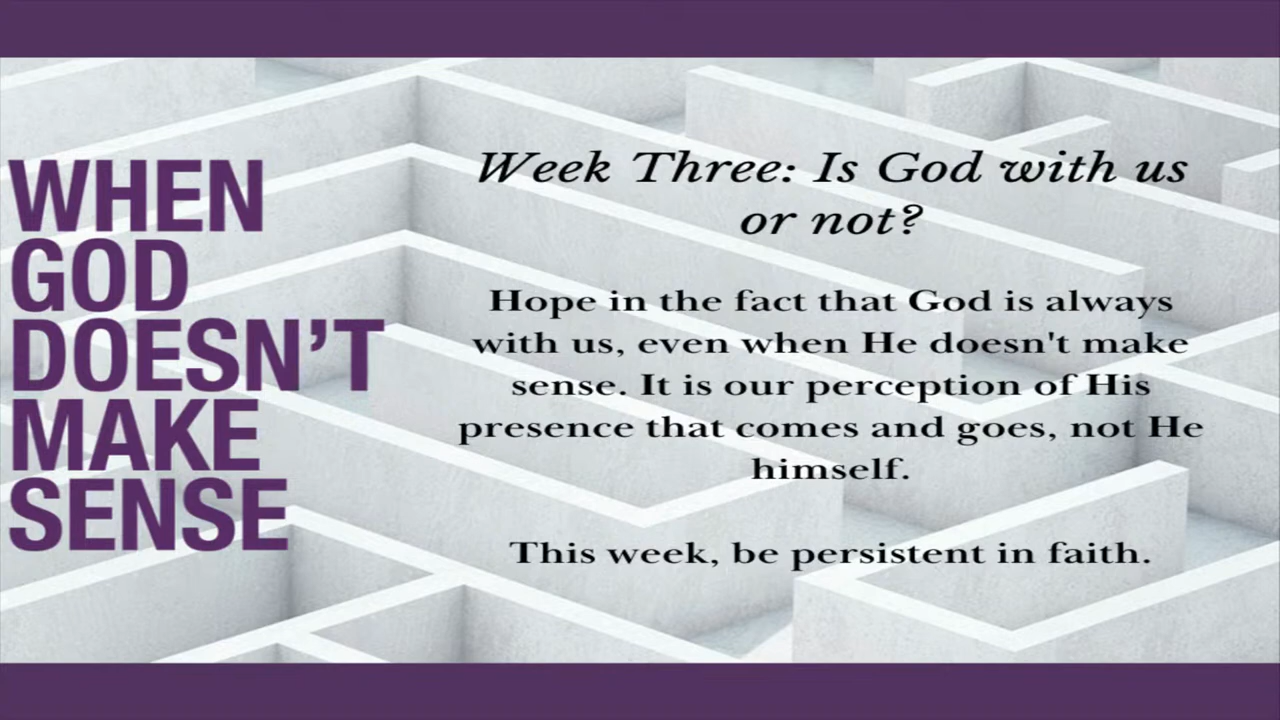 WHEN
GOD
DOESN’T
MAKE
SENSE
Week Three: Is God with us
or not?
Hope in the fact that God is always
with us, even when He doesn't make
sense. It is our perception of His
presence that comes and goes, not He
himself.
This week, be persistent in faith.